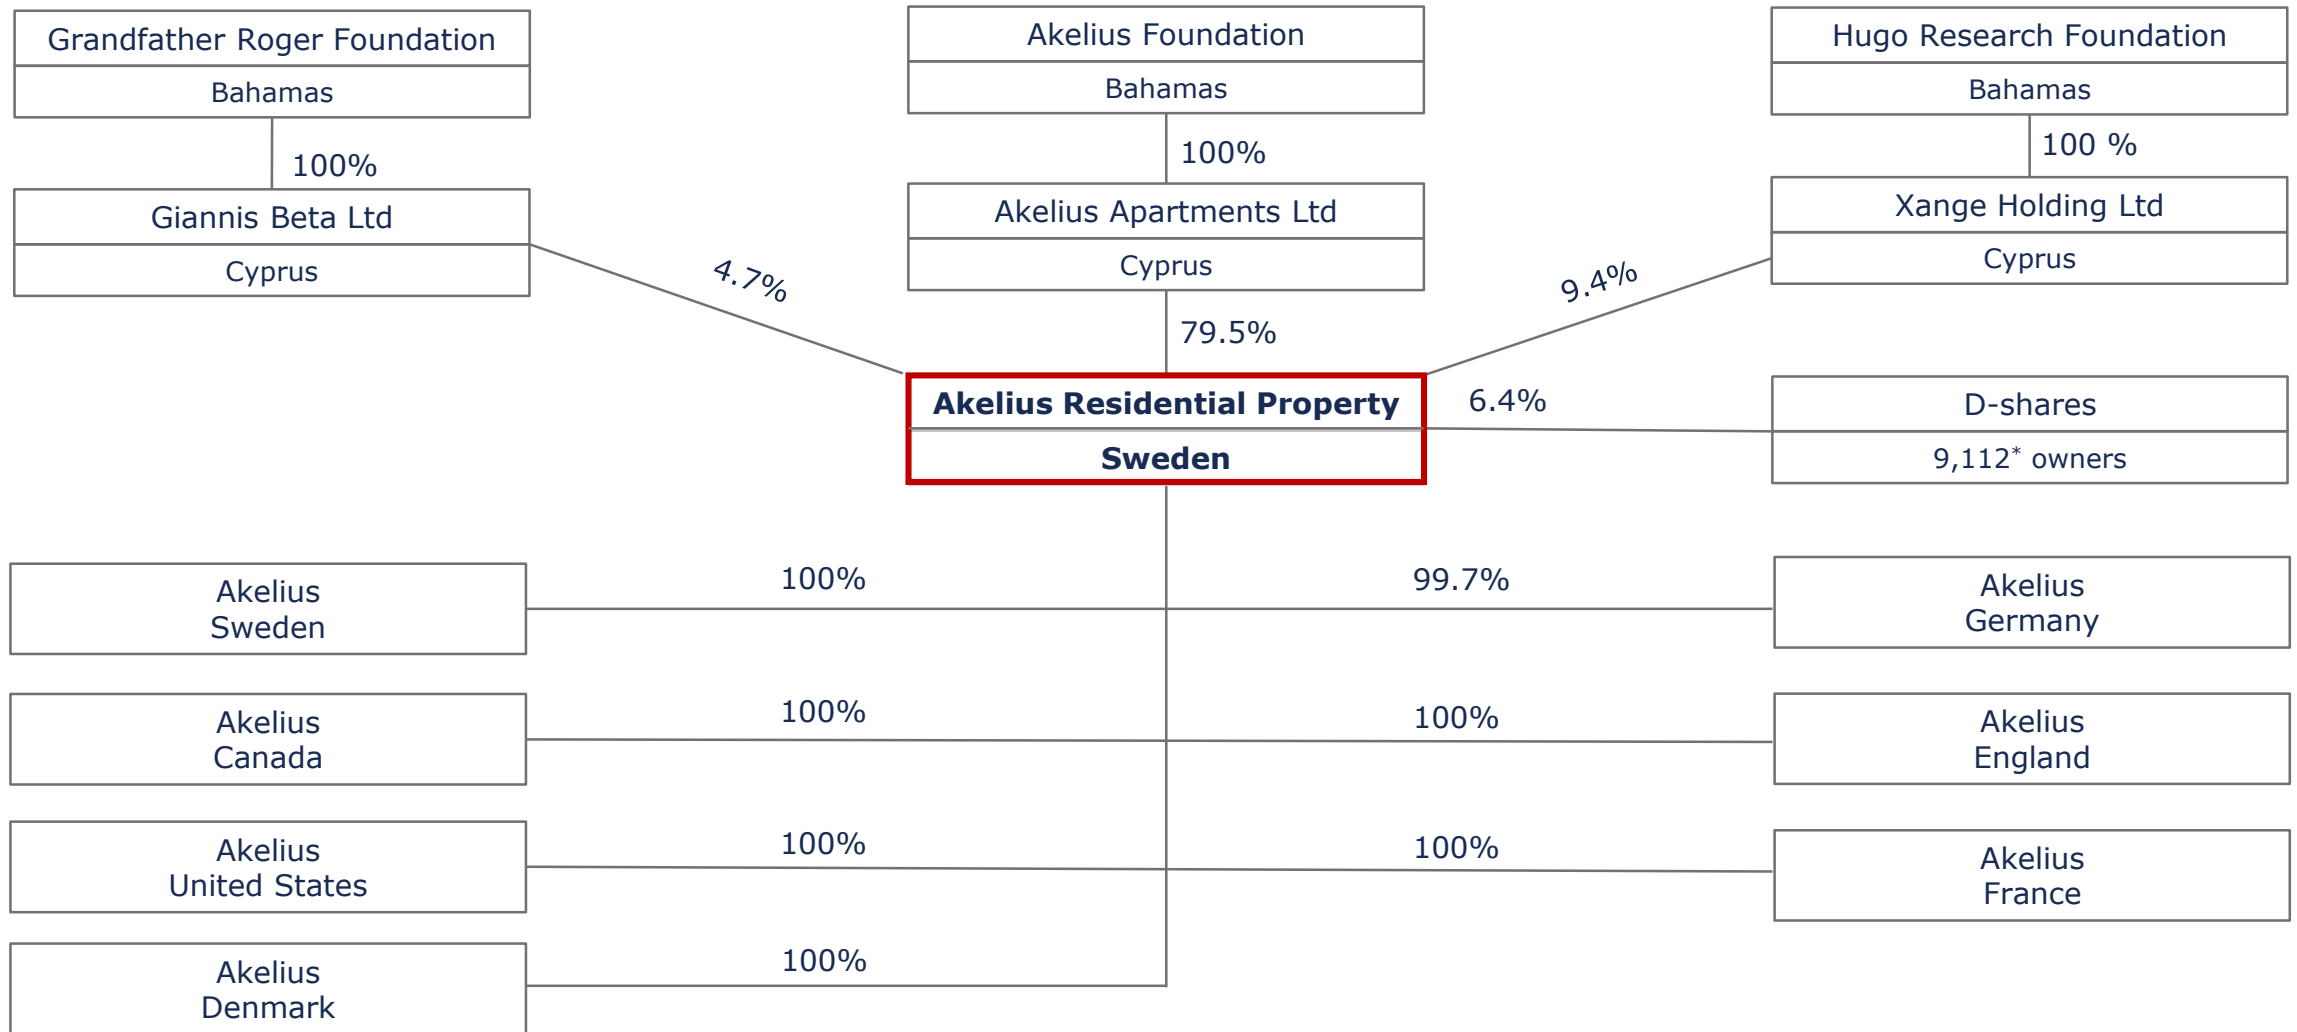 Grandfather Roger Foundation
Bahamas
Akelius Foundation
Bahamas
Hugo Research Foundation
Bahamas
100%
100%
100 %
Giannis Beta Ltd
Cyprus
Akelius Apartments Ltd
Cyprus
Xange Holding Ltd
Cyprus
4.7%
79.5%
9.4%
Akelius Residential Property
Sweden
6.4%
D-shares
9,112* owners
Akelius
Sweden
100%
99.7%
Akelius
Germany
Akelius
Canada
100%
100%
Akelius
England
Akelius
United States
100%
100%
Akelius
France
Akelius
Denmark
100%